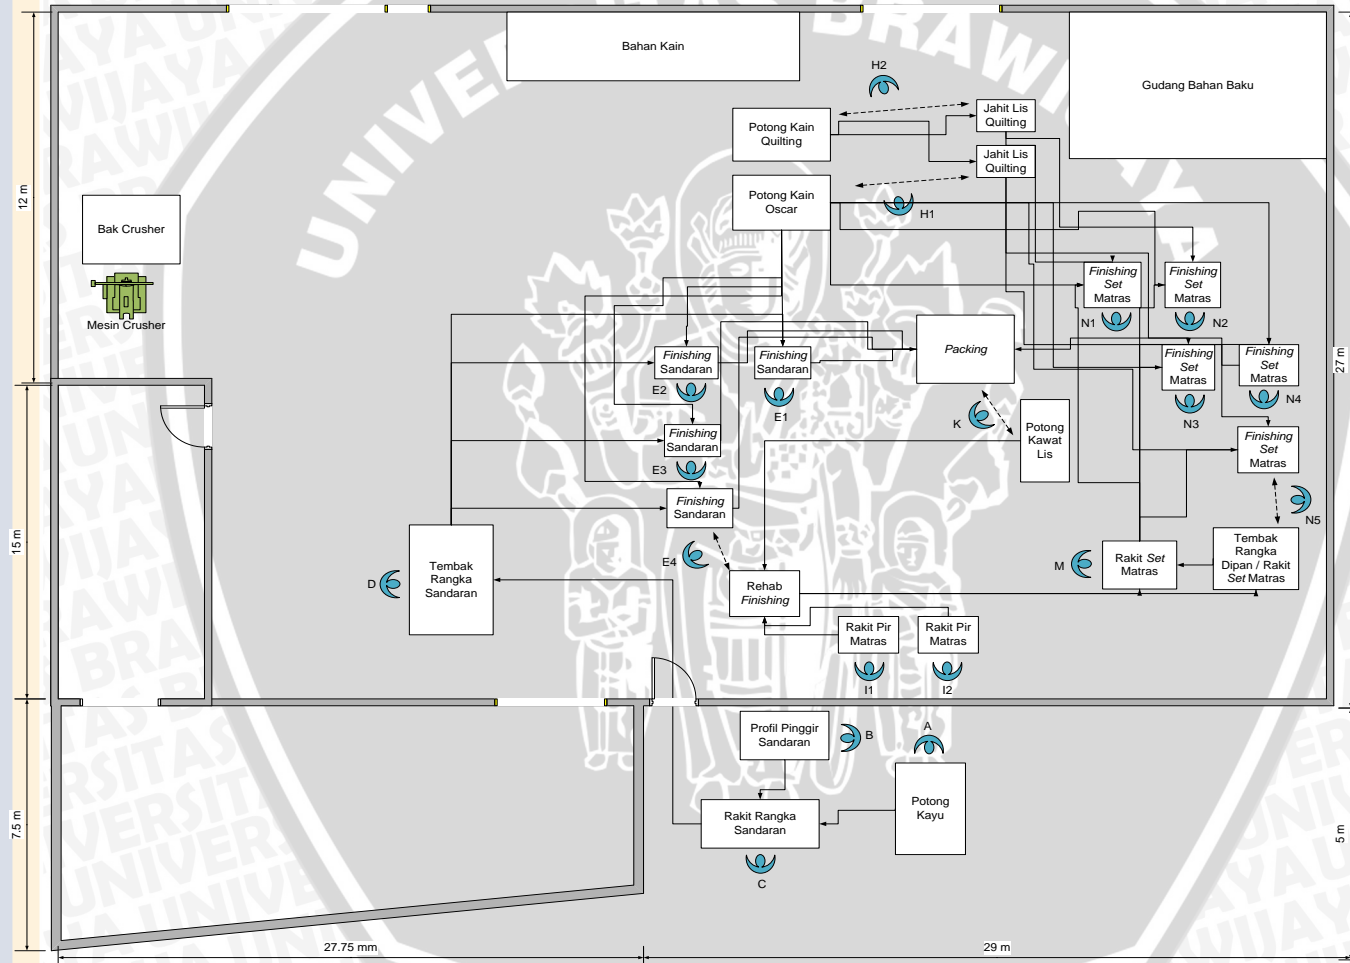 Bahan Kain
Gudang Bahan Baku
H2
Jahit Lis
Quilting
Potong Kain
Quilting
Jahit Lis
Quilting
Potong Kain
Oscar
H1
12 m
Bak Crusher
Mesin Crusher
Finishing
Set
Matras
Finishing
Set
Matras
N1
N2
Packing
Finishing
Sandaran
Finishing
Sandaran
Finishing
Set
Matras
Finishing
Set
Matras
27 m
E2
E1
K
N3
N4
Potong
Kawat
Lis
Finishing
Sandaran
Finishing
Set
Matras
E3
Finishing
Sandaran
N5
15 m
D
Tembak
Rangka
Sandaran
E4
Rehab
Finishing
M
Rakit Set
Matras
Tembak
Rangka
Dipan / Rakit
Set Matras
Rakit Pir
Matras
Rakit Pir
Matras
I1
I2
Profil Pinggir
Sandaran
B
A
7.5 m
Rakit Rangka
Sandaran
Potong
Kayu
5 m
C
27.75 mm
29 m
UNIVER
BRAWIJAYA